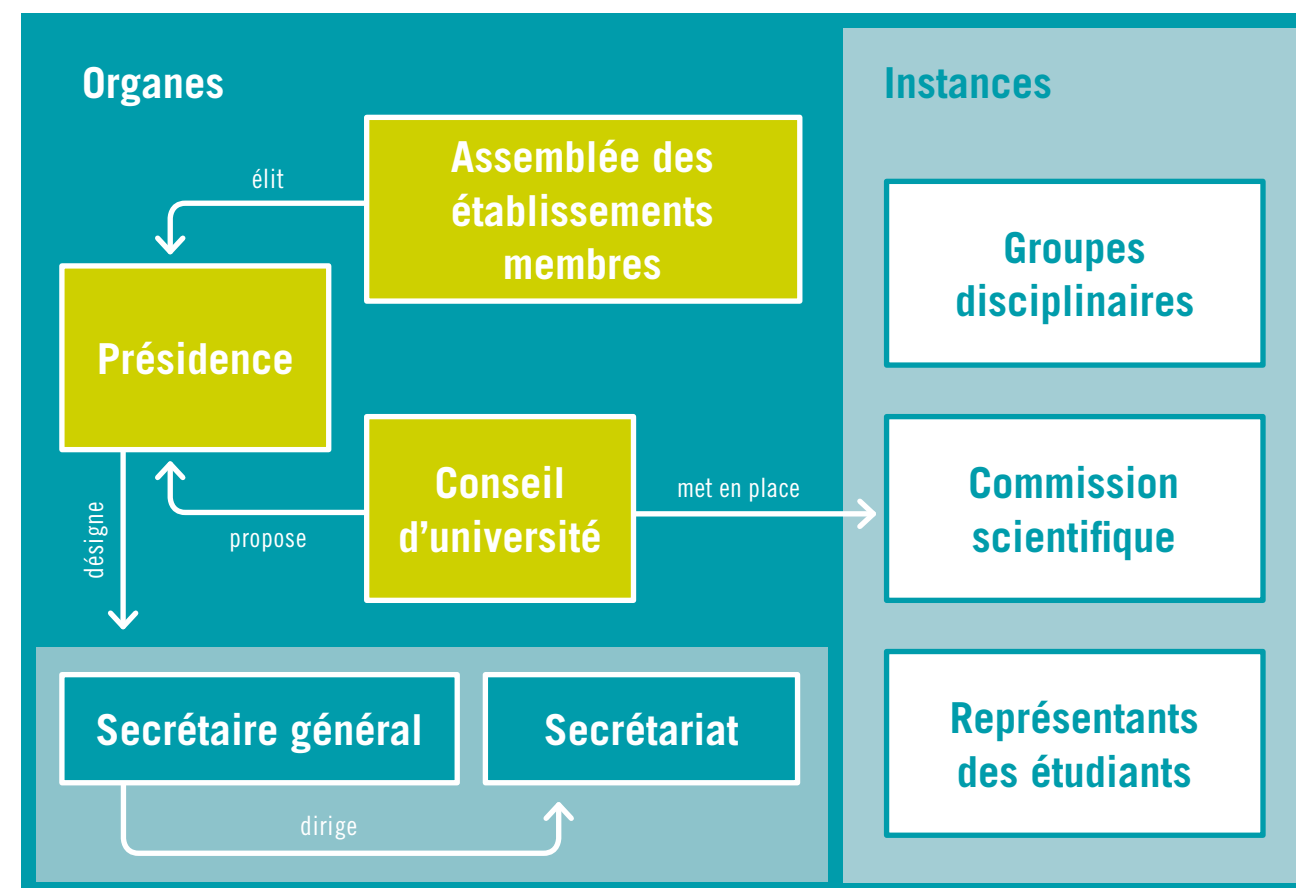 Organes
élit
Assemblée des
établissements
membres
Présidence
désigne
propose
Conseil
d’université
met en place
Secrétaire général
Secrétariat
dirige
Instances
Groupes
disciplinaires
Commission
scientifique
Représentants
des étudiants